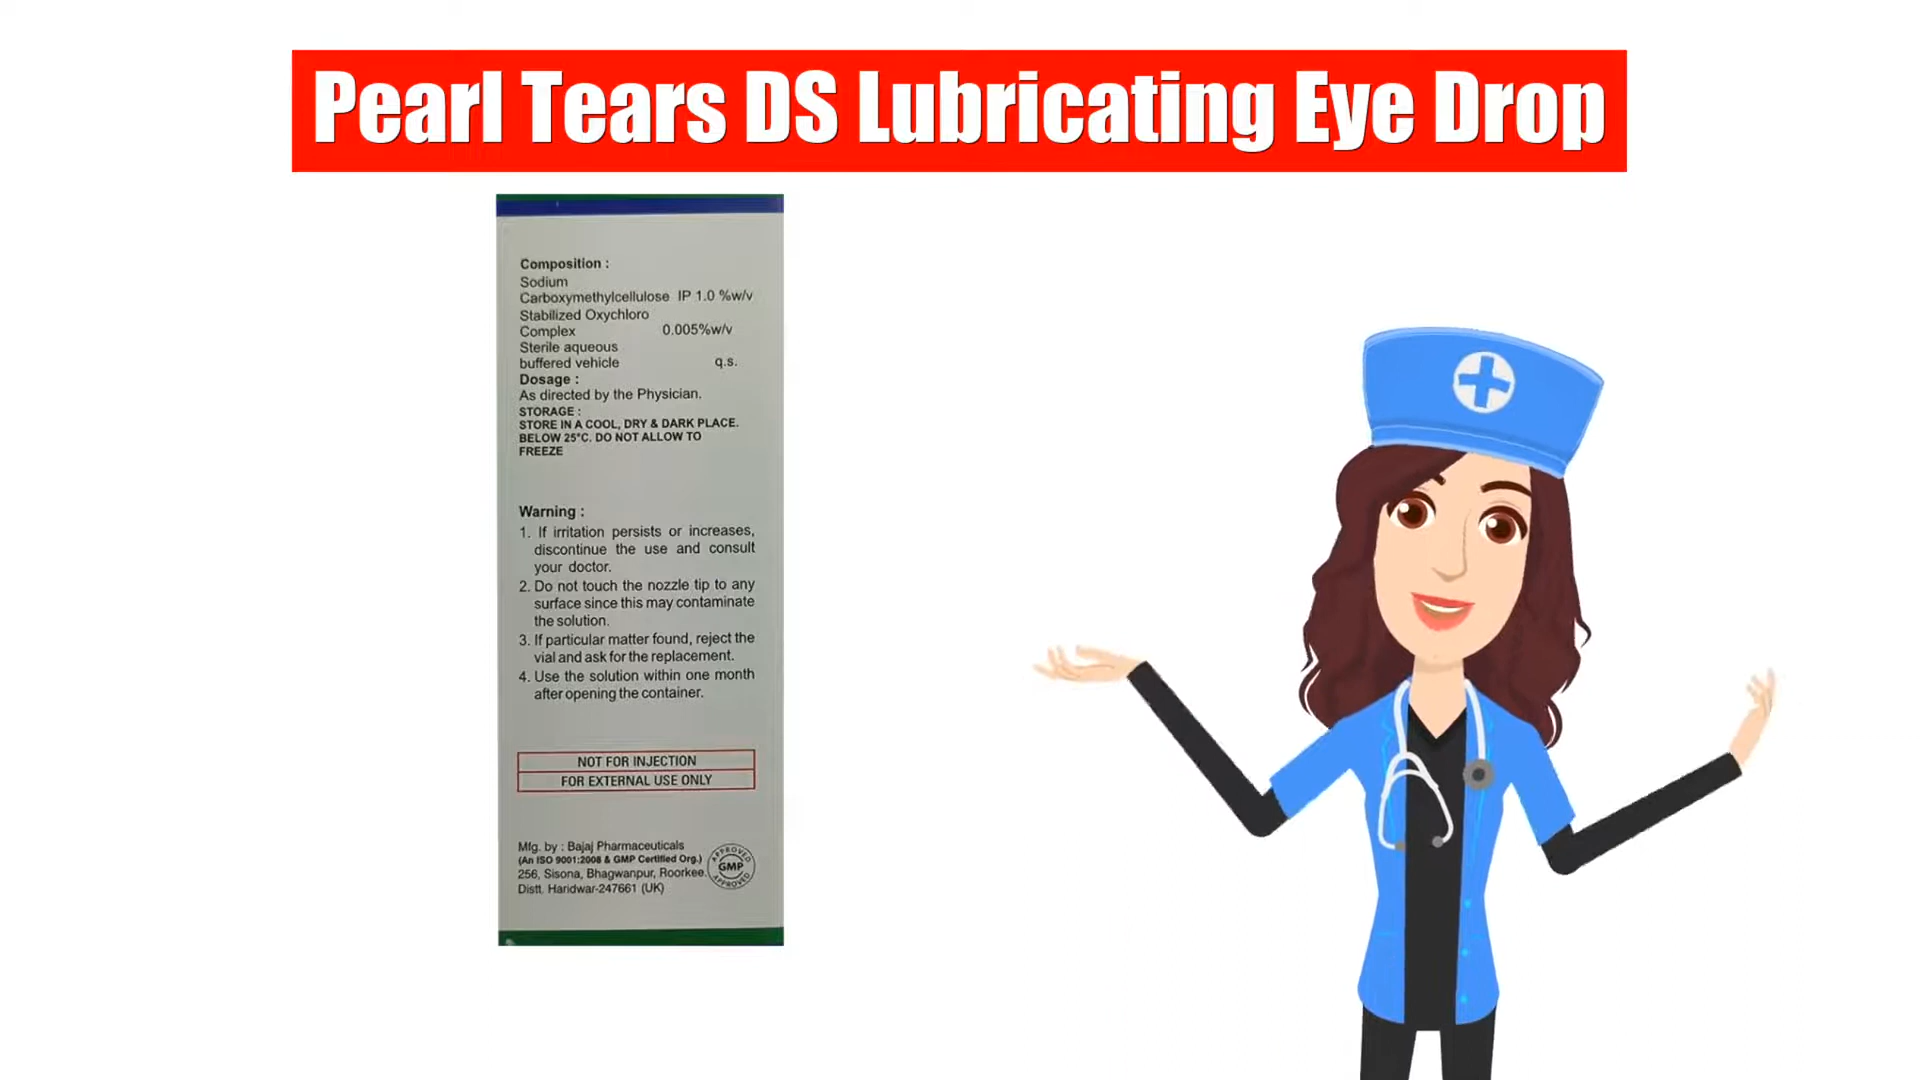 Pearl Tears DS Lubricating Eye Drop
Composition :
Sodium
Carboxymethylcellulose IP 1.0 %w/v
Stabilized Oxychloro
Complex 0.005%w/v
Sterile aqueous
buffered vehicle q.s.
Dosage :
As directed by the Physician.
STORAGE :
STORE IN A COOL, DRY & DARK PLACE.
BELOW 25°C. DO NOT ALLOW TO
FREEZE
Warning :
1. If irritation persists or increases,
discontinue the use and consult
your doctor.
2. Do not touch the nozzle tip to any
surface since this may contaminate
the solution.
3. If particular matter found, reject the
vial and ask for the replacement.
4. Use the solution within one month
after opening the container.
NOT FOR INJECTION
FOR EXTERNAL USE ONLY
Mfg. by : Bajaj Pharmaceuticals
(An ISO 9001:2008 & GMP Certified Org.)
256, Sisona, Bhagwanpur, Roorkee.
Distt. Haridwar-247661 (UK)
APPROVED
GMP
APPROVED